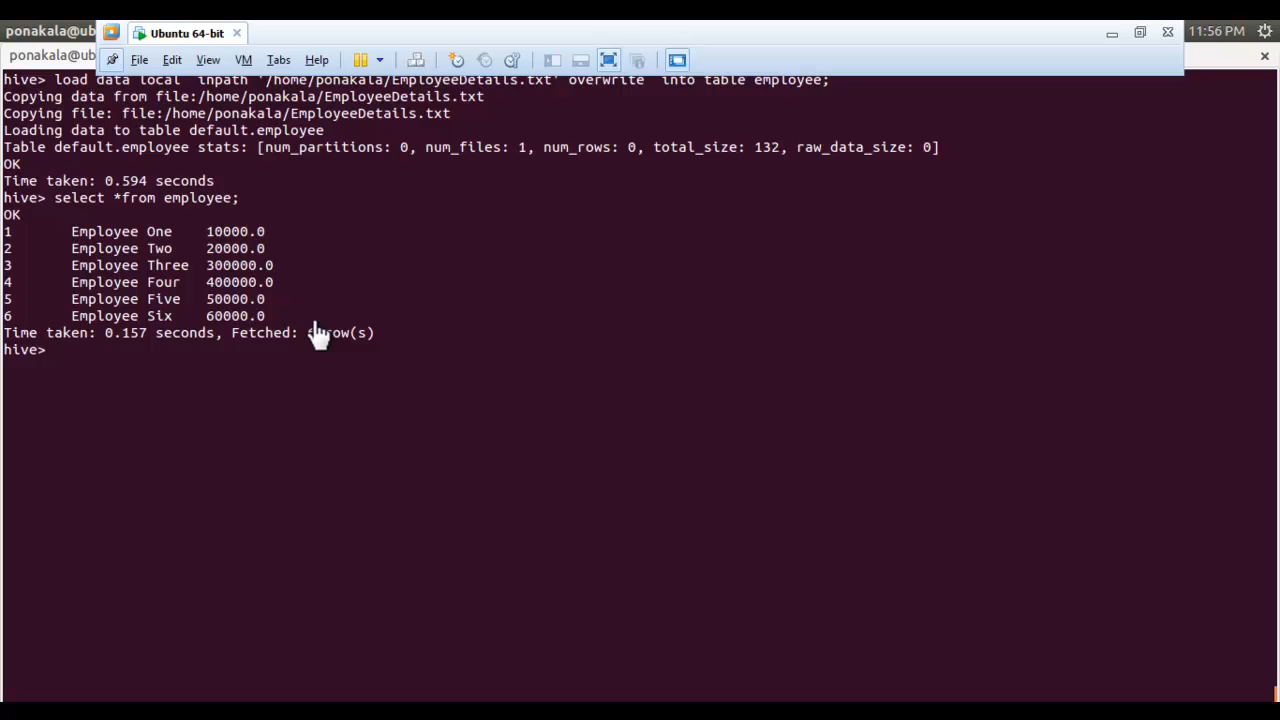 ponakala@ub
Ubuntu 64-bit
11:56 PM
ponakala@ub
File Edit View VM Tabs Help
hive> load data local  inpath '/home/ponakala/EmployeeDetails.txt' overwrite  into table employee;
Copying data from file:/home/ponakala/EmployeeDetails.txt
Copying file: file:/home/ponakala/EmployeeDetails.txt
Loading data to table default.employee
Table default.employee stats: [num_partitions: 0, num_files: 1, num_rows: 0, total_size: 132, raw_data_size: 0]
OK
Time taken: 0.594 seconds
hive> select *from employee;
OK
1 Employee One 10000.0
2 Employee Two 20000.0
3 Employee Three 300000.0
4 Employee Four 400000.0
5 Employee Five 50000.0
6 Employee Six 60000.0
Time taken: 0.157 seconds, Fetched: row(s)
hive>